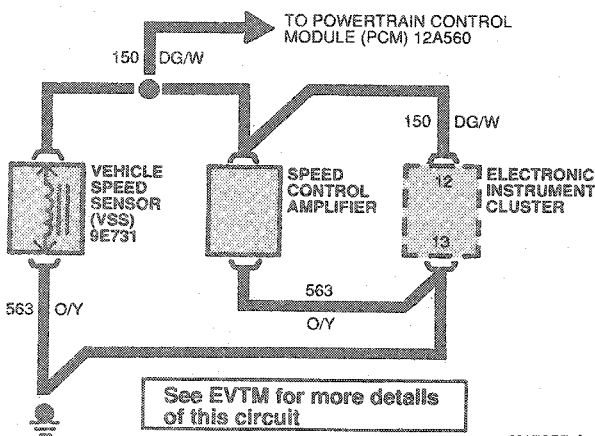 TO POWERTRAIN CONTROL
MODULE (PCM) 12A560
150 DG/W
150 DG/W
VEHICLE
SPEED
SENSOR
(VSS)
9E731
SPEED
CONTROL
AMPLIFIER
12
13
ELECTRONIC
INSTRUMENT
CLUSTER
563 O/Y
563
O/Y
See EVTM for more details
of this circuit